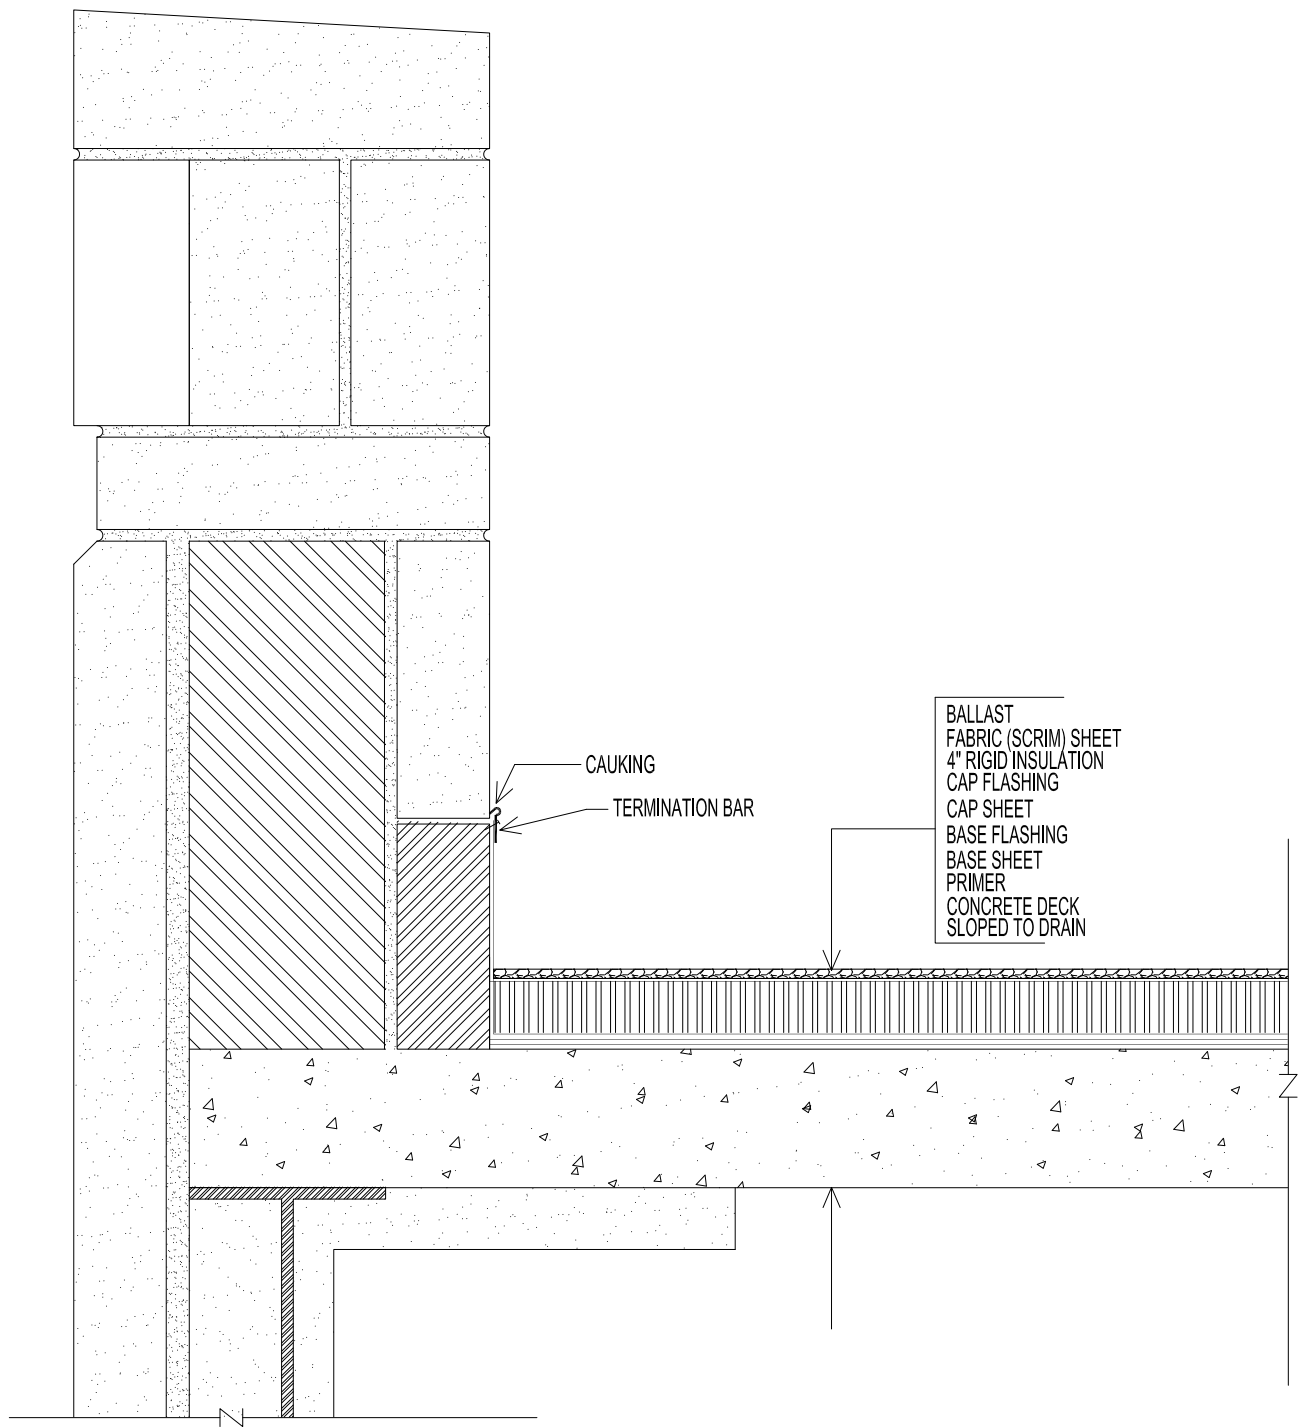 BALLAST
FABRIC (SCRIM) SHEET
4" RIGID INSULATION
CAP FLASHING
CAP SHEET
BASE FLASHING
BASE SHEET
PRIMER
CONCRETE DECK
SLOPED TO DRAIN
CAUKING
TERMINATION BAR